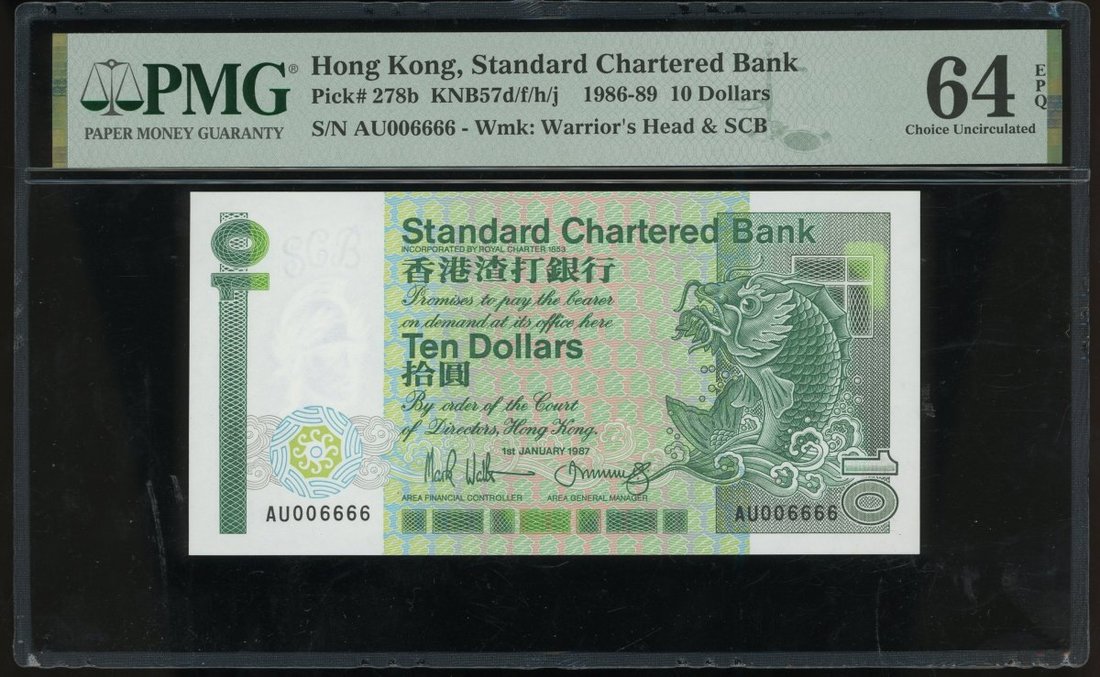 PMG®
PAPER MONEY GUARANTY
Hong Kong, Standard Chartered Bank
Pick# 278b KNB57d/f/h/j 1986-89 10 Dollars
S/N AU006666 - Wmk: Warrior's Head & SCB
64
EPQ
Choice Uncirculated
10
SCB
Standard Chartered Bank
INCORPORATED BY ROYAL CHARTER 1853
香港渣打銀行
Promises to pay the bearer
on demand at its office here
Ten Dollars
拾圓
By order of the Court
of Directors, Hong Kong.
1st JANUARY 1987
AREA FINANCIAL CONTROLLER AREA GENERAL MANAGER
AU006666
AU006666
10